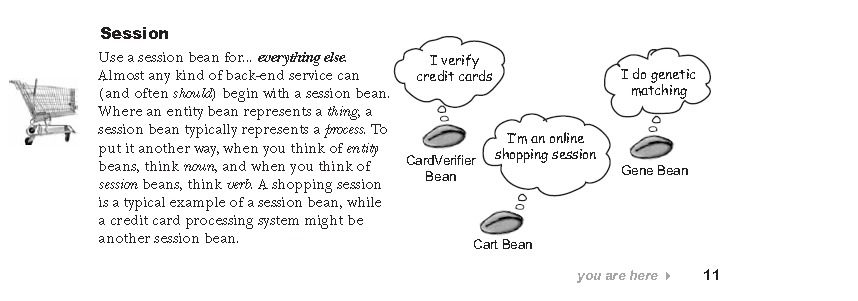 Session
Use a session bean for... everything else.
Almost any kind of back-end service can
(and often should) begin with a session bean.
Where an entity bean represents a thing, a
session bean typically represents a process. To
put it another way, when you think of entity
beans, think noun, and when you think of
session beans, think verb. A shopping session
is a typical example of a session bean, while
a credit card processing system might be
another session bean.
I verify
credit cards
CardVerifier
Bean
I'm an online
shopping session
Cart Bean
I do genetic
matching
Gene Bean
you are here 11